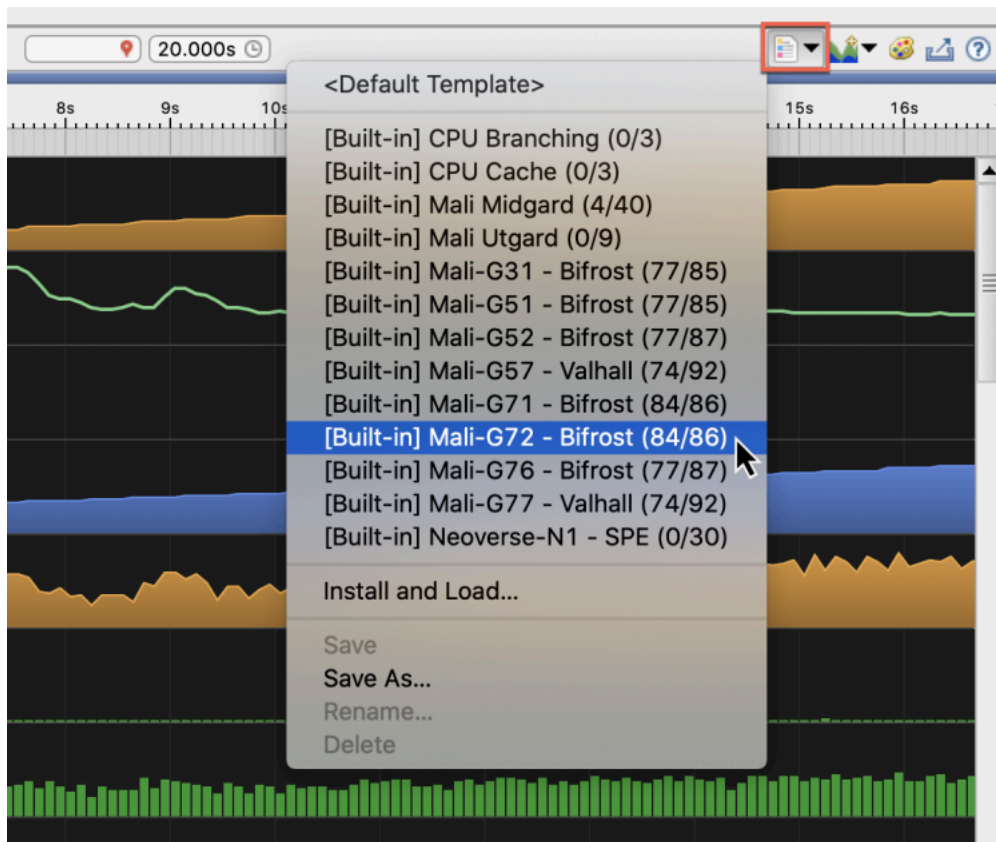 20.000s
?
8s 9s 10s 15s 16s
<Default Template>
[Built-in] CPU Branching (0/3)
[Built-in] CPU Cache (0/3)
[Built-in] Mali Midgard (4/40)
[Built-in] Mali Utgard (0/9)
[Built-in] Mali-G31 - Bifrost (77/85)
[Built-in] Mali-G51 - Bifrost (77/85)
[Built-in] Mali-G52 - Bifrost (77/87)
[Built-in] Mali-G57 - Valhall (74/92)
[Built-in] Mali-G71 - Bifrost (84/86)
[Built-in] Mali-G72 - Bifrost (84/86)
[Built-in] Mali-G76 - Bifrost (77/87)
[Built-in] Mali-G77 - Valhall (74/92)
[Built-in] Neoverse-N1 - SPE (0/30)
Install and Load...
Save
Save As...
Rename...
Delete